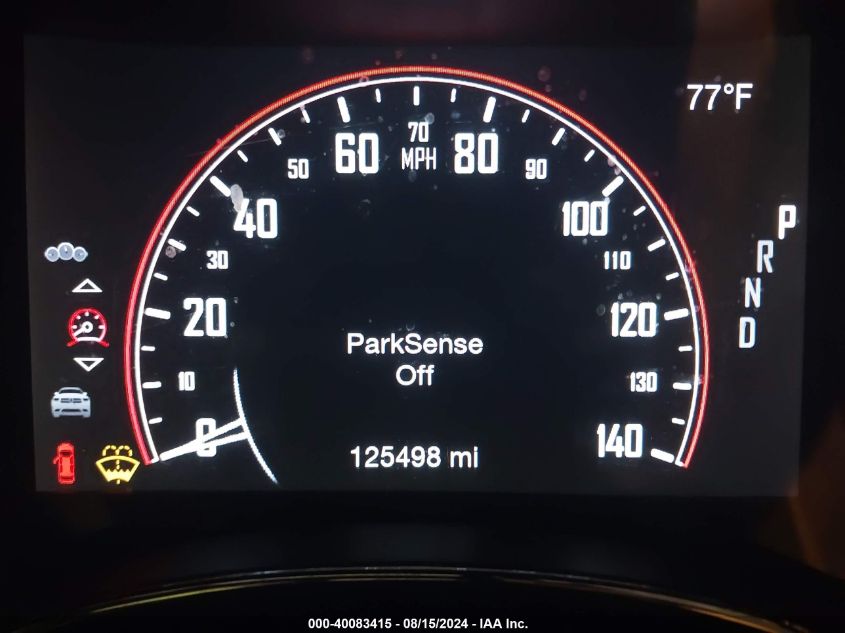 77°F
70
60 MPH 80
50 90
40 100
30 110
20 120
10 130
0 140
P
R
N
D
ParkSense
Off
125498 mi
000-40083415 - 08/15/2024 - IAA Inc.